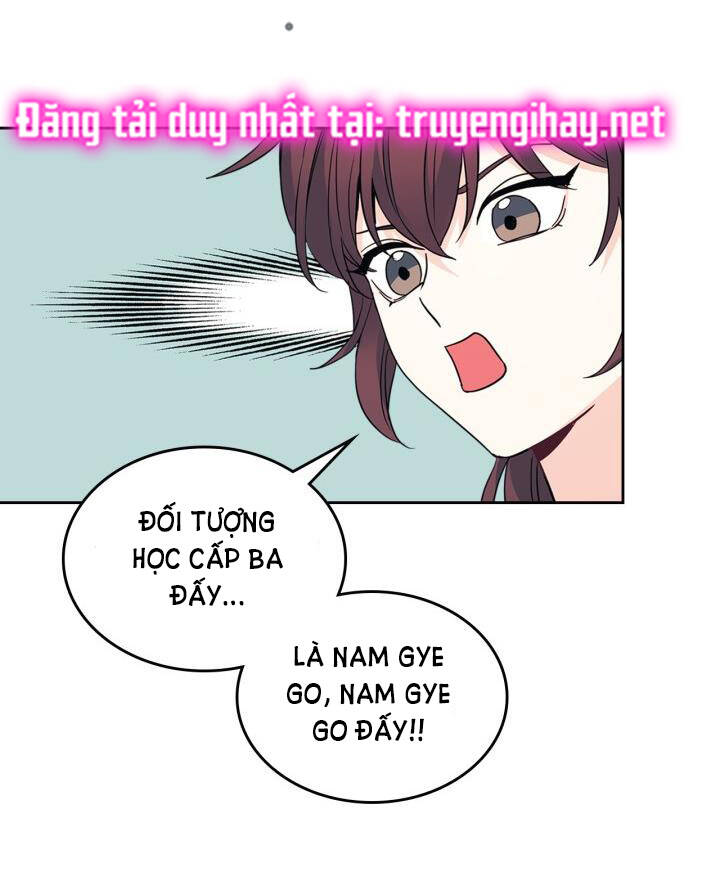 Đăng tải duy nhất tại: truyengihay.net
ĐỐI TƯỢNG
HỌC CẤP BA
ĐẤY...
LÀ NAM GYE
GO, NAM GYE
GO ĐẤY!!